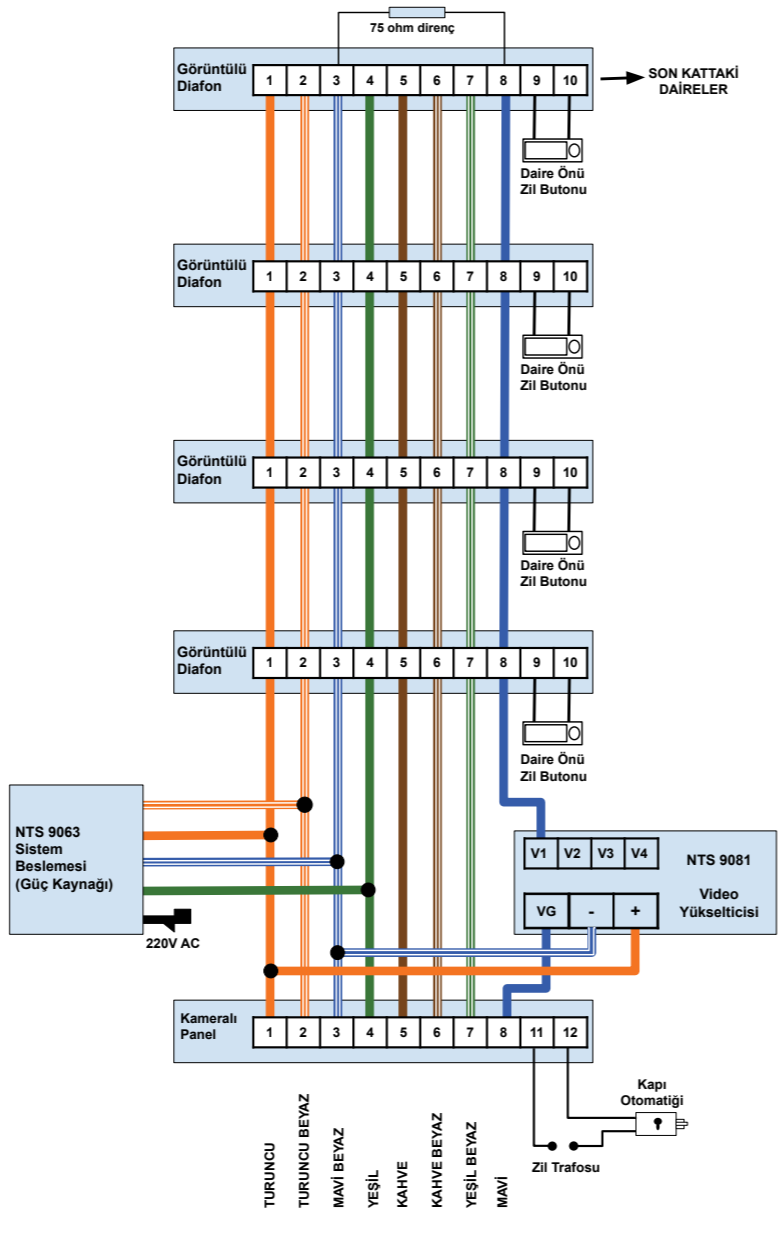 75 ohm direnç
Görüntülü
Diafon
1 2 3 4 5 6 7 8 9 10
SON KATTAKİ
DAİRELER
Daire Önü
Zil Butonu
Görüntülü
Diafon
1 2 3 4 5 6 7 8 9 10
Daire Önü
Zil Butonu
Görüntülü
Diafon
1 2 3 4 5 6 7 8 9 10
Daire Önü
Zil Butonu
Görüntülü
Diafon
1 2 3 4 5 6 7 8 9 10
Daire Önü
Zil Butonu
NTS 9063
Sistem
Beslemesi
(Güç Kaynağı)
220V AC
V1 V2 V3 V4
NTS 9081
Video
Yükselticisi
VG - +
Kameralı
Panel
1 2 3 4 5 6 7 8 11 12
Kapı
Otomatiği
Zil Trafosu
TURUNCU
TURUNCU BEYAZ
MAVİ BEYAZ
YEŞİL
KAHVE
KAHVE BEYAZ
YEŞİL BEYAZ
MAVİ